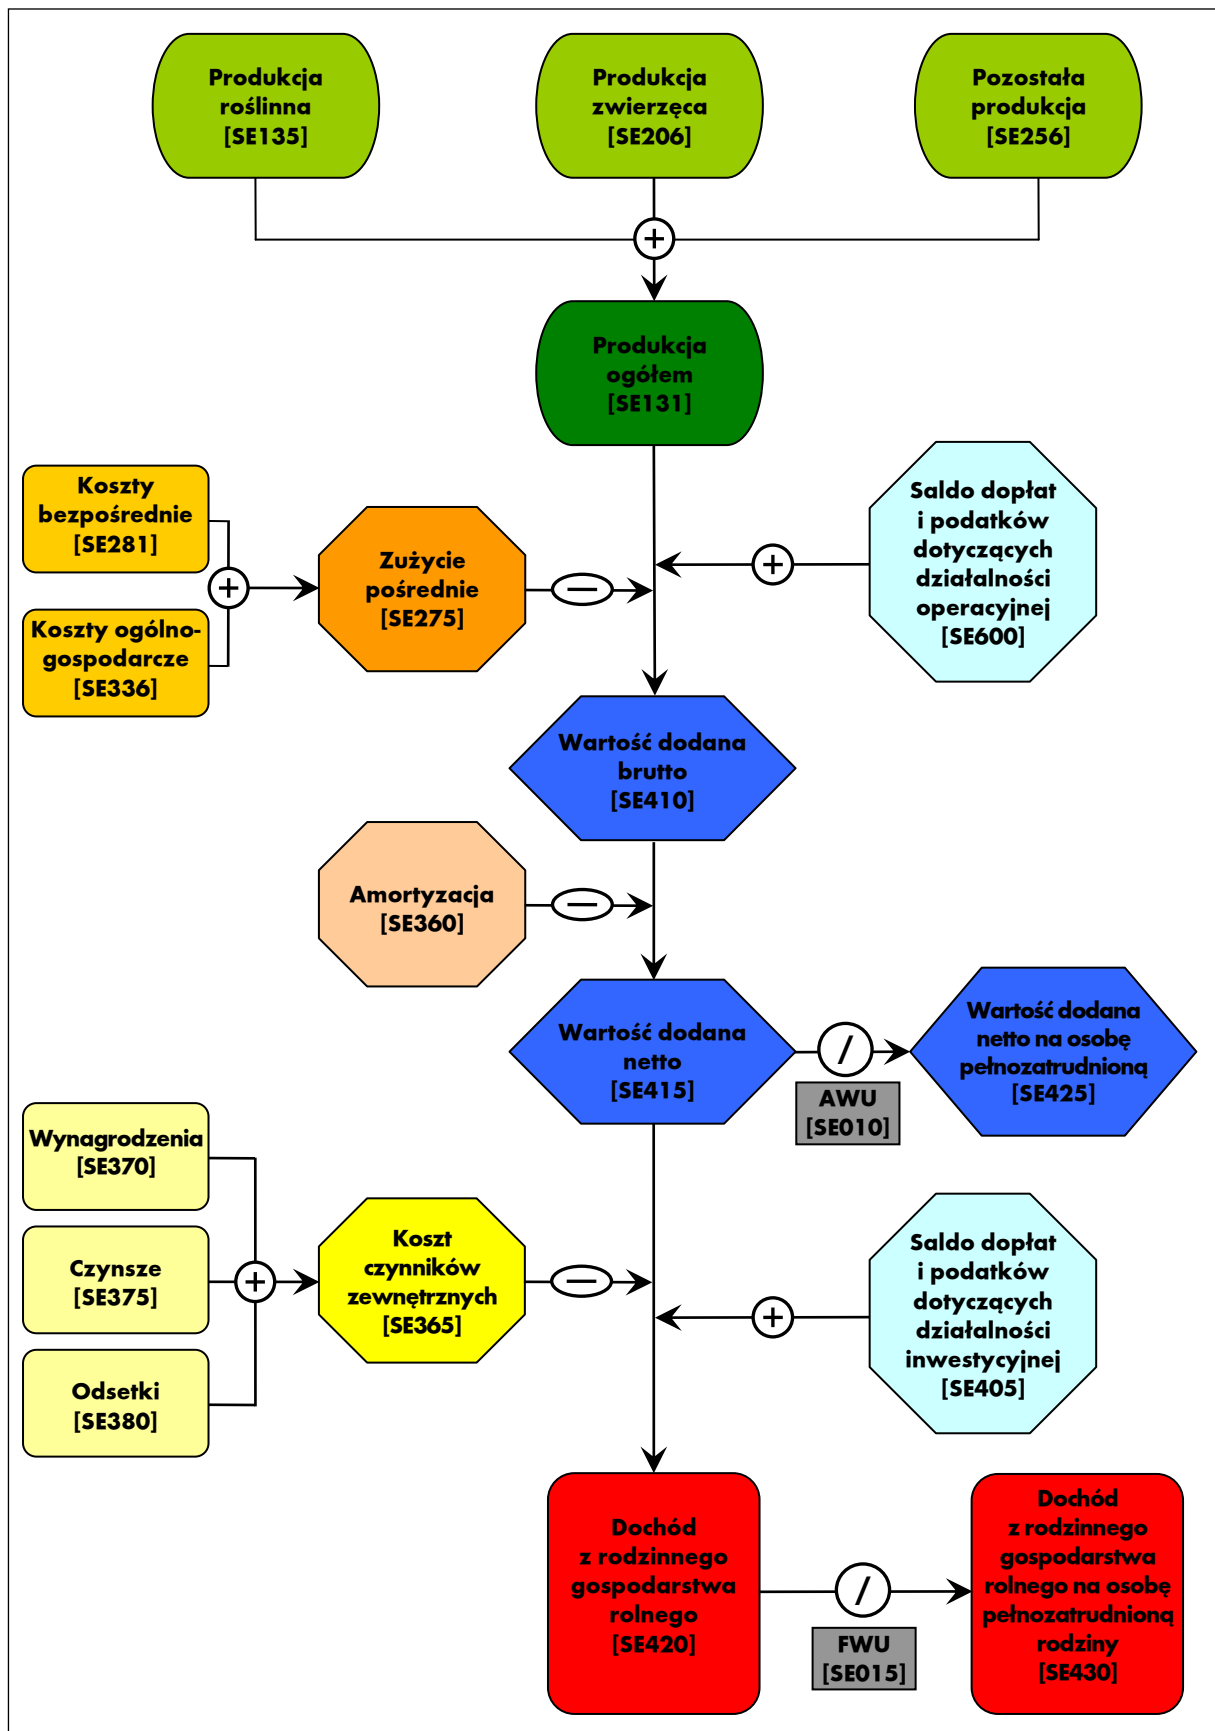 Produkcja
roślinna
[SE135]
Produkcja
zwierzęca
[SE206]
Pozostała
produkcja
[SE256]
+
Produkcja
ogółem
[SE131]
Koszty
bezpośrednie
[SE281]
+
Koszty ogólno-
gospodarcze
[SE336]
Zużycie
pośrednie
[SE275]
—
+
Saldo dopłat
i podatków
dotyczących
działalności
operacyjnej
[SE600]
Wartość dodana
brutto
[SE410]
Amortyzacja
[SE360]
—
Wartość dodana
netto
[SE415]
/
AWU
[SE010]
Wartość dodana
netto na osobę
pełnozatrudnioną
[SE425]
Wynagrodzenia
[SE370]
Czynsze
[SE375]
+
Odsetki
[SE380]
Koszt
czynników
zewnętrznych
[SE365]
—
+
Saldo dopłat
i podatków
dotyczących
działalności
inwestycyjnej
[SE405]
Dochód
z rodzinnego
gospodarstwa
rolnego
[SE420]
/
FWU
[SE015]
Dochód
z rodzinnego
gospodarstwa
rolnego na osobę
pełnozatrudnioną
rodziny
[SE430]